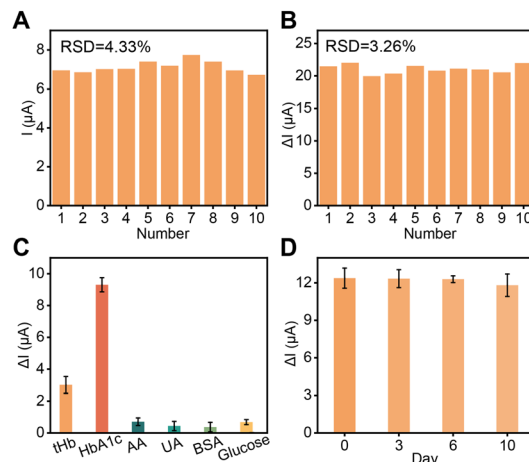 A
RSD=4.33%
I (μA)
8
6
4
2
0
1 2 3 4 5 6 7 8 9 10
Number
B
RSD=3.26%
ΔI (μA)
25
20
15
10
5
0
1 2 3 4 5 6 7 8 9 10
Number
C
ΔI (μA)
10
8
6
4
2
0
tHb HbA1c AA UA BSA Glucose
D
ΔI (μA)
12
9
6
3
0
0 3 6 10
Day